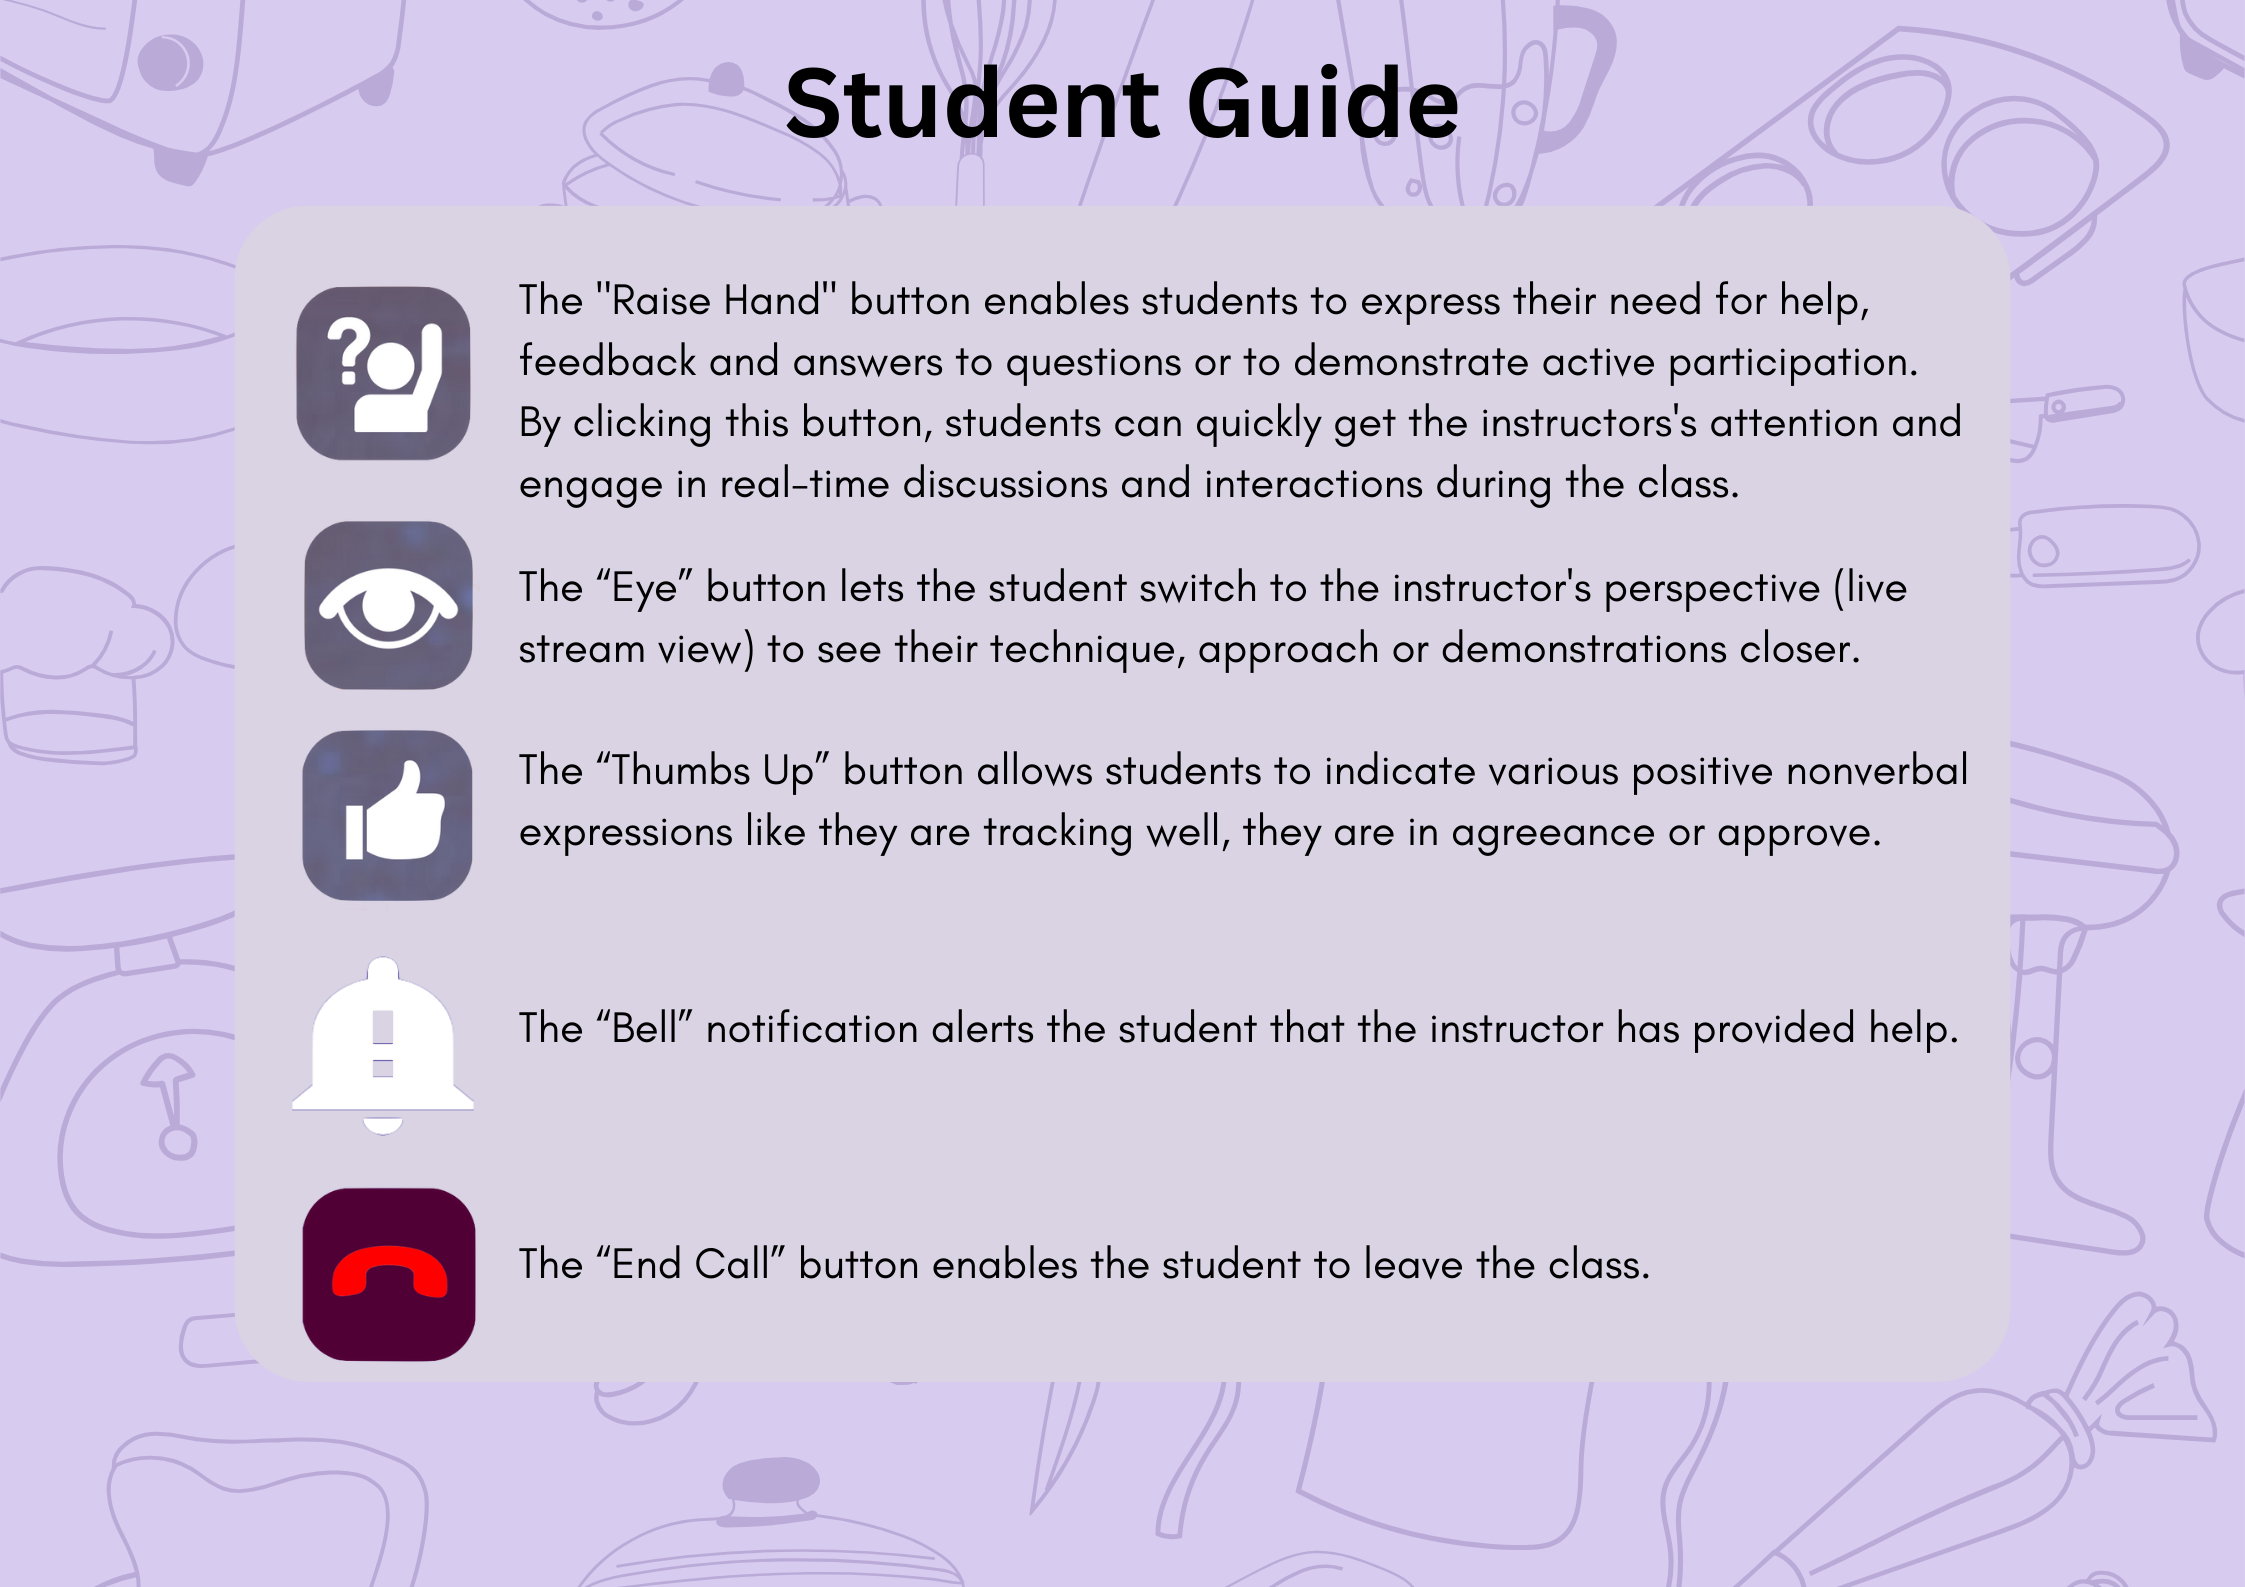 Student Guide
The "Raise Hand" button enables students to express their need for help,
feedback and answers to questions or to demonstrate active participation.
By clicking this button, students can quickly get the instructors's attention and
engage in real-time discussions and interactions during the class.
The “Eye” button lets the student switch to the instructor's perspective (live
stream view) to see their technique, approach or demonstrations closer.
The “Thumbs Up” button allows students to indicate various positive nonverbal
expressions like they are tracking well, they are in agreeance or approve.
The “Bell” notification alerts the student that the instructor has provided help.
The “End Call” button enables the student to leave the class.